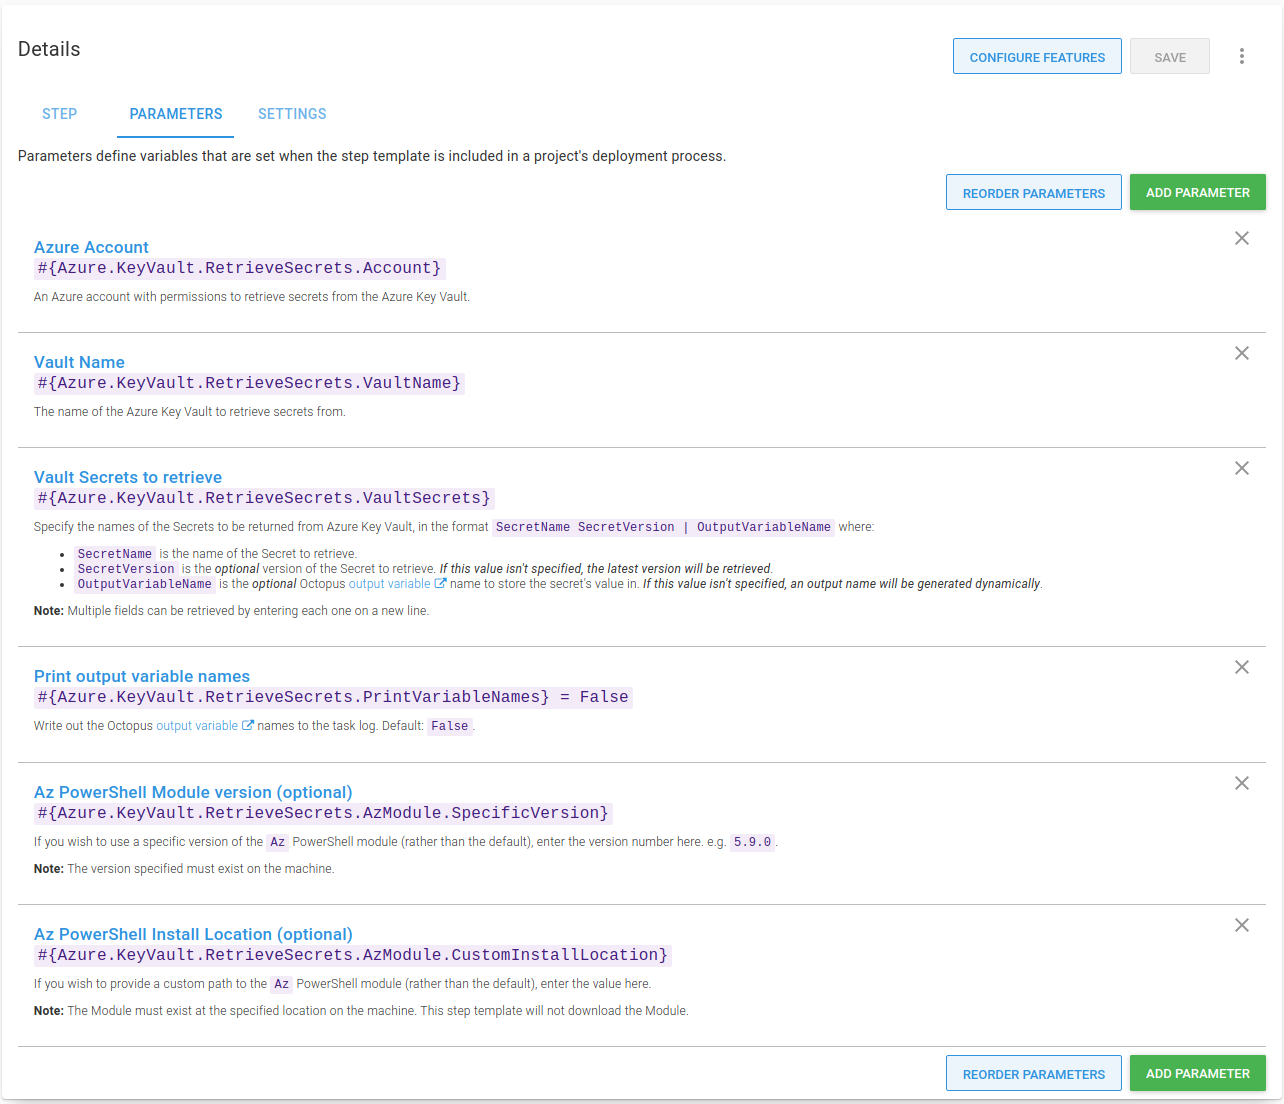 Details
CONFIGURE FEATURES
SAVE
STEP
PARAMETERS
SETTINGS
Parameters define variables that are set when the step template is included in a project's deployment process.
REORDER PARAMETERS
ADD PARAMETER
Azure Account
#{Azure.KeyVault.RetrieveSecrets.Account}
An Azure account with permissions to retrieve secrets from the Azure Key Vault.
Vault Name
#{Azure.KeyVault.RetrieveSecrets.VaultName}
The name of the Azure Key Vault to retrieve secrets from.
Vault Secrets to retrieve
#{Azure.KeyVault.RetrieveSecrets.VaultSecrets}
Specify the names of the Secrets to be returned from Azure Key Vault, in the format SecretName SecretVersion | OutputVariableName where:
• SecretName is the name of the Secret to retrieve.
• SecretVersion is the optional version of the Secret to retrieve. If this value isn't specified, the latest version will be retrieved.
• OutputVariableName is the optional Octopus output variable name to store the secret's value in. If this value isn't specified, an output name will be generated dynamically.
Note: Multiple fields can be retrieved by entering each one on a new line.
Print output variable names
#{Azure.KeyVault.RetrieveSecrets.PrintVariableNames} = False
Write out the Octopus output variable names to the task log. Default: False.
Az PowerShell Module version (optional)
#{Azure.KeyVault.RetrieveSecrets.AzModule.SpecificVersion}
If you wish to use a specific version of the Az PowerShell module (rather than the default), enter the version number here. e.g. 5.9.0.
Note: The version specified must exist on the machine.
Az PowerShell Install Location (optional)
#{Azure.KeyVault.RetrieveSecrets.AzModule.CustomInstallLocation}
If you wish to provide a custom path to the Az PowerShell module (rather than the default), enter the value here.
Note: The Module must exist at the specified location on the machine. This step template will not download the Module.
REORDER PARAMETERS
ADD PARAMETER